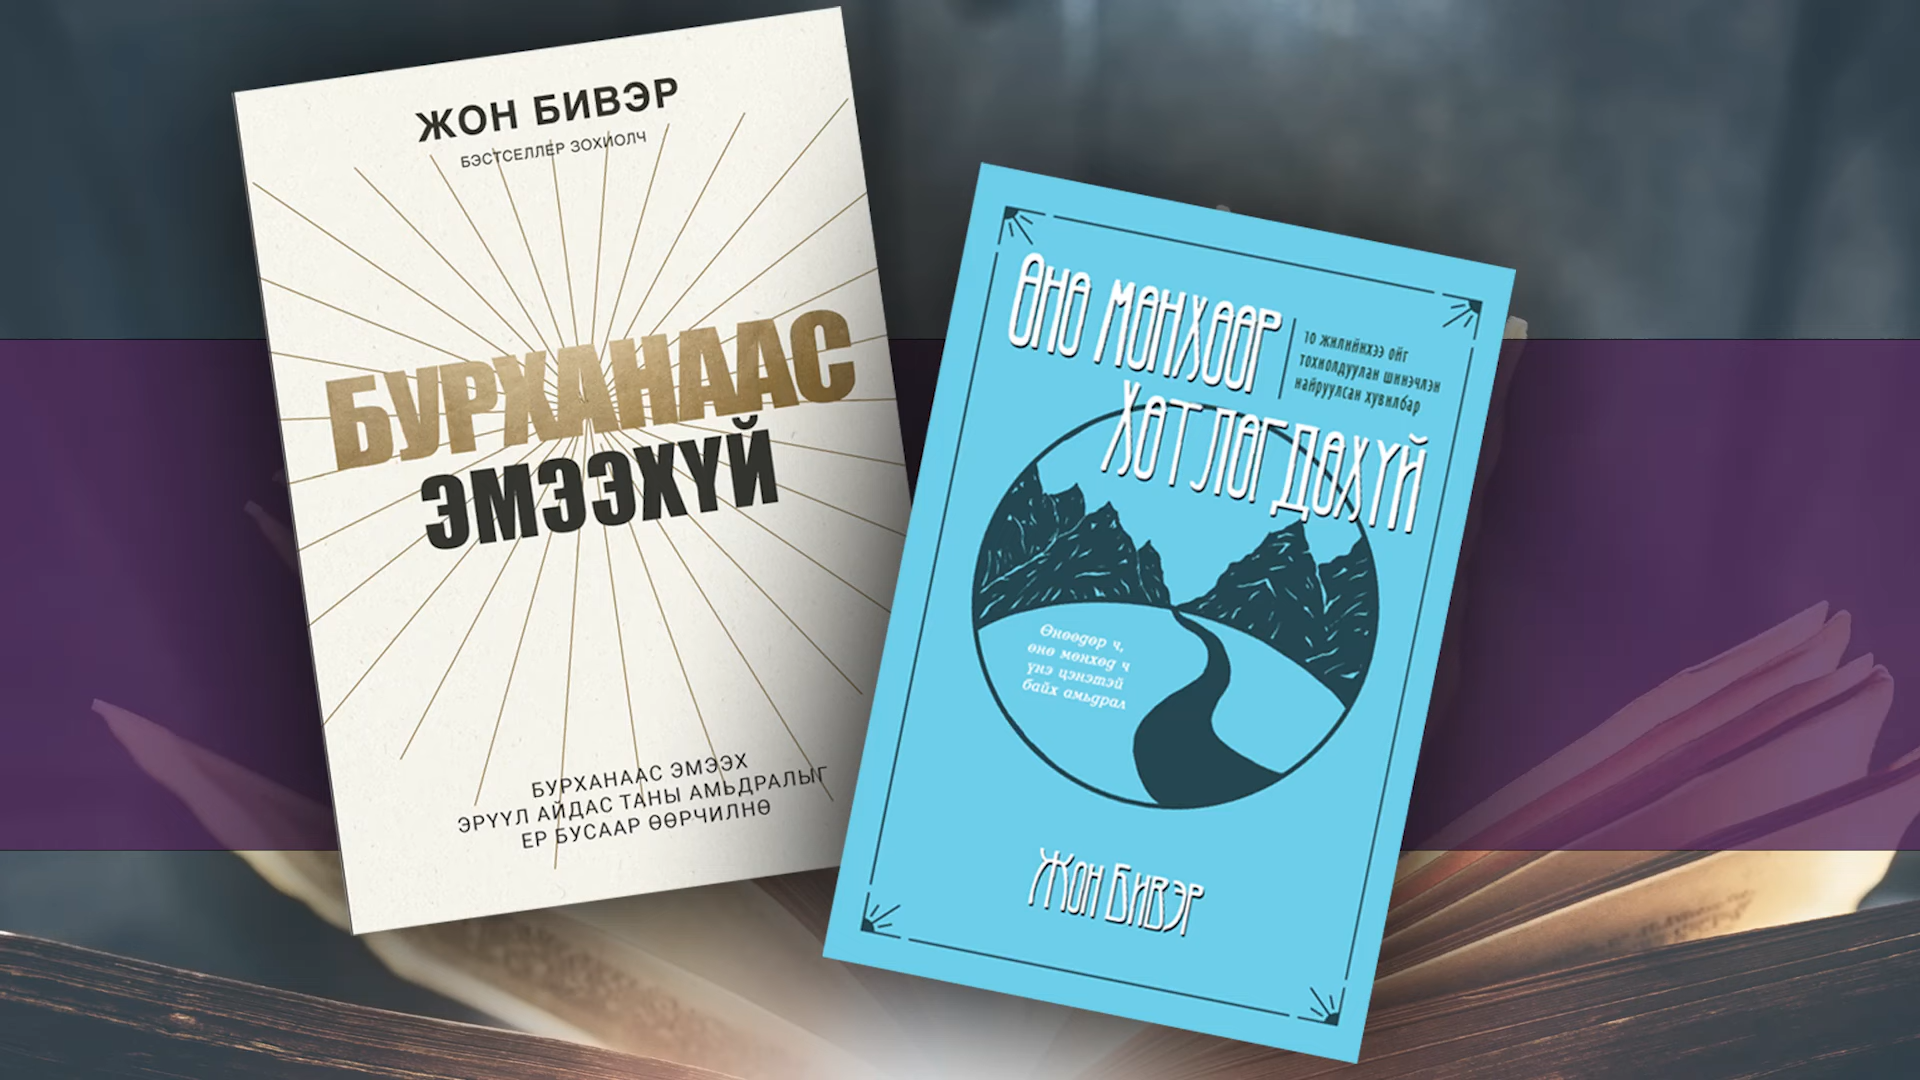 ЖОН БИВЭР
БЭСТСЕЛЛЕР ЗОХИОЛЧ
БУРХАНААС
ЭМЭЭХҮЙ
БУРХАНААС ЭМЭЭХ
ЭРҮҮЛ АЙДАС ТАНЫ АМЬДРАЛЫГ
ЕР БУСААР ӨӨРЧИЛНӨ
ӨНӨ МӨНХӨӨР
ХӨТЛӨГДӨХҮЙ
10 жилийнхээ ойг
тохиолдуулан шинэчлэн
найруулсан хувилбар
Өнөөдөр ч,
өнө мөнхөд ч
үнэ цэнэтэй
байх амьдрал
Жон Бивэр